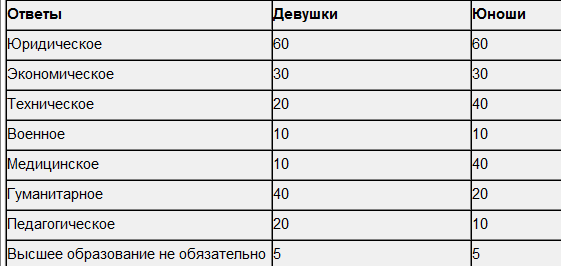 Ответы Девушки Юноши
Юридическое 60 60
Экономическое 30 30
Техническое 20 40
Военное 10 10
Медицинское 10 40
Гуманитарное 40 20
Педагогическое 20 10
Высшее образование не обязательно 5 5